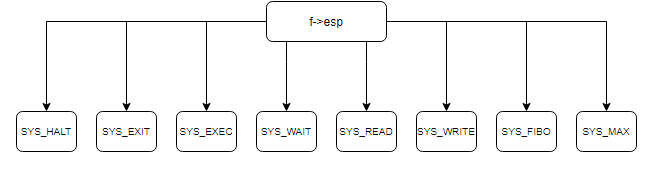 f->esp
SYS_HALT
SYS_EXIT
SYS_EXEC
SYS_WAIT
SYS_READ
SYS_WRITE
SYS_FIBO
SYS_MAX